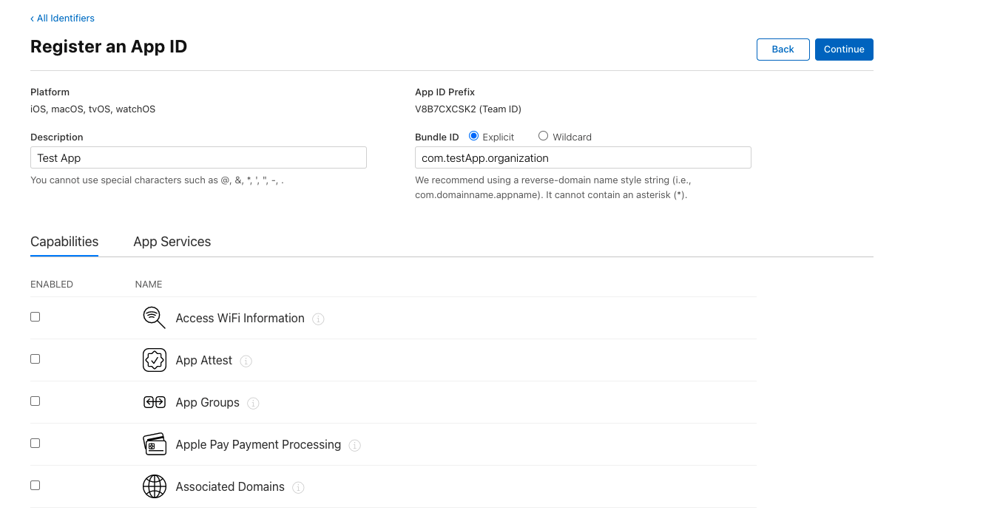 ‹ All Identifiers
Register an App ID
Back
Continue
Platform
iOS, macOS, tvOS, watchOS
App ID Prefix
V8B7CXCSK2 (Team ID)
Description
Test App
You cannot use special characters such as @, &, *, ', ", -, .
Bundle ID Explicit Wildcard
com.testApp.organization
We recommend using a reverse-domain name style string (i.e.,
com.domainname.appname). It cannot contain an asterisk (*).
Capabilities App Services
ENABLED NAME
Access WiFi Information
App Attest
App Groups
Apple Pay Payment Processing
Associated Domains